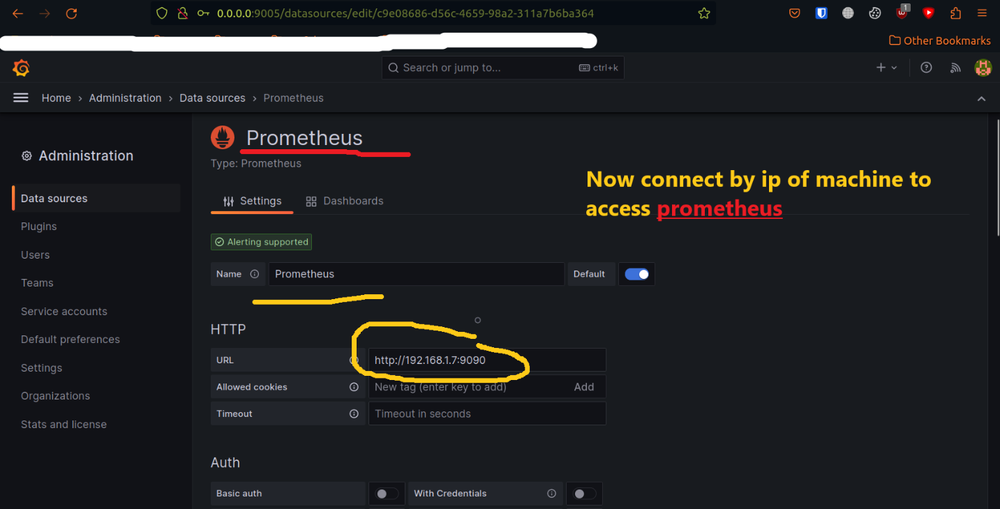 0.0.0.0:9005/datasources/edit/c9e08686-d56c-4659-98a2-311a7b6ba364
1
Other Bookmarks
Search or jump to...
ctrl+k
Home › Administration › Data sources › Prometheus
Administration
Data sources
Plugins
Users
Teams
Service accounts
Default preferences
Settings
Organizations
Stats and license
Prometheus
Type: Prometheus
Now connect by ip of machine to
access prometheus
Settings
Dashboards
Alerting supported
Name
Prometheus
Default
HTTP
URL
http://192.168.1.7:9090
Allowed cookies
New tag (enter key to add)
Add
Timeout
Timeout in seconds
Auth
Basic auth
With Credentials